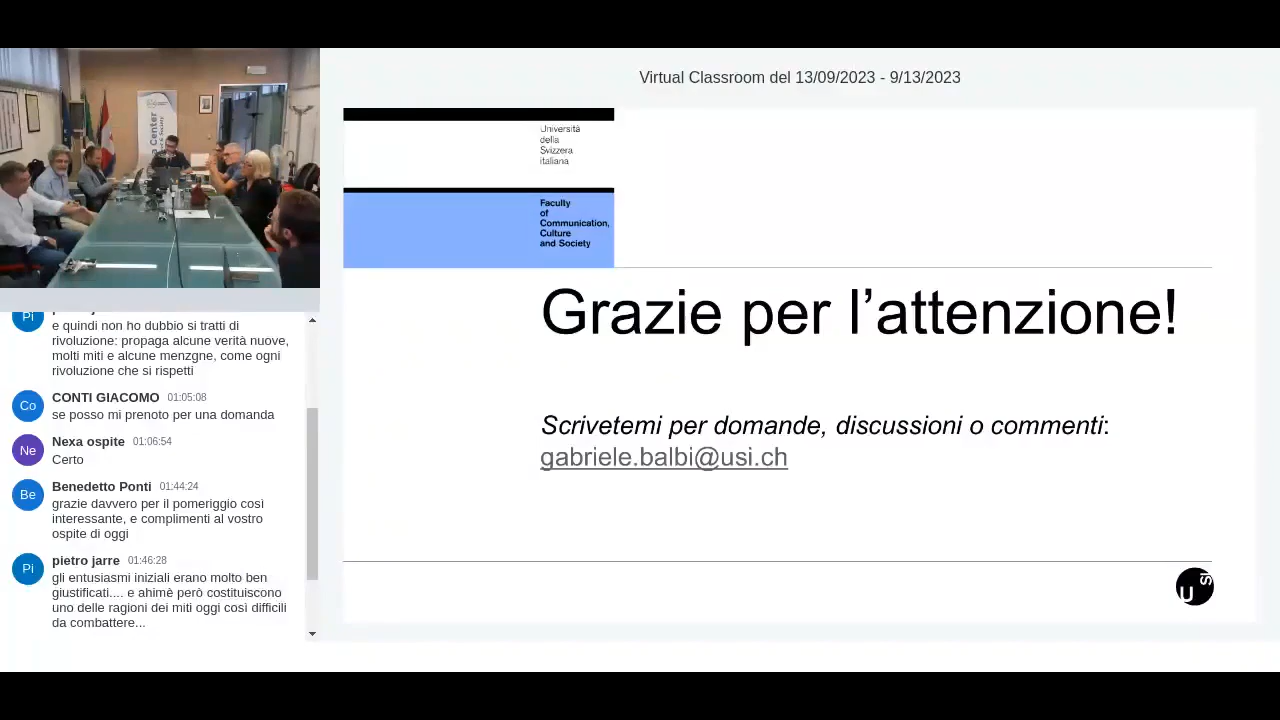 Virtual Classroom del 13/09/2023 - 9/13/2023
Università
della
Svizzera
italiana
Faculty
of
Communication,
Culture
and Society
Grazie per l'attenzione!
Scrivetemi per domande, discussioni o commenti:
gabriele.balbi@usi.ch
USI
Center
& Society
Pi
e quindi non ho dubbio si tratti di
rivoluzione: propaga alcune verità nuove,
molti miti e alcune menzgne, come ogni
rivoluzione che si rispetti
Co
CONTI GIACOMO 01:05:08
se posso mi prenoto per una domanda
Ne
Nexa ospite 01:06:54
Certo
Be
Benedetto Ponti 01:44:24
grazie davvero per il pomeriggio così
interessante, e complimenti al vostro
ospite di oggi
Pi
pietro jarre 01:46:28
gli entusiasmi iniziali erano molto ben
giustificati.... e ahimè però costituiscono
uno delle ragioni dei miti oggi così difficili
da combattere...